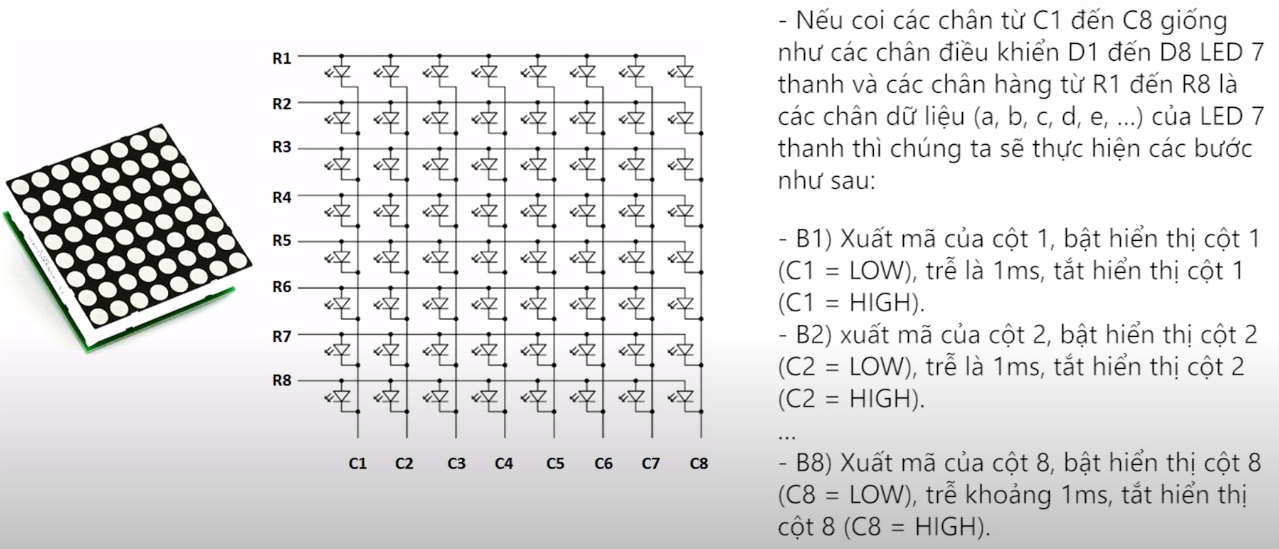 R1
R2
R3
R4
R5
R6
R7
R8
C1 C2 C3 C4 C5 C6 C7 C8
- Nếu coi các chân từ C1 đến C8 giống
như các chân điều khiển D1 đến D8 LED 7
thanh và các chân hàng từ R1 đến R8 là
các chân dữ liệu (a, b, c, d, e, ...) của LED 7
thanh thì chúng ta sẽ thực hiện các bước
như sau:
- B1) Xuất mã của cột 1, bật hiển thị cột 1
(C1 = LOW), trễ là 1ms, tắt hiển thị cột 1
(C1 = HIGH).
- B2) xuất mã của cột 2, bật hiển thị cột 2
(C2 = LOW), trễ là 1ms, tắt hiển thị cột 2
(C2 = HIGH).
...
- B8) Xuất mã của cột 8, bật hiển thị cột 8
(C8 = LOW), trễ khoảng 1ms, tắt hiển thị
cột 8 (C8 = HIGH).